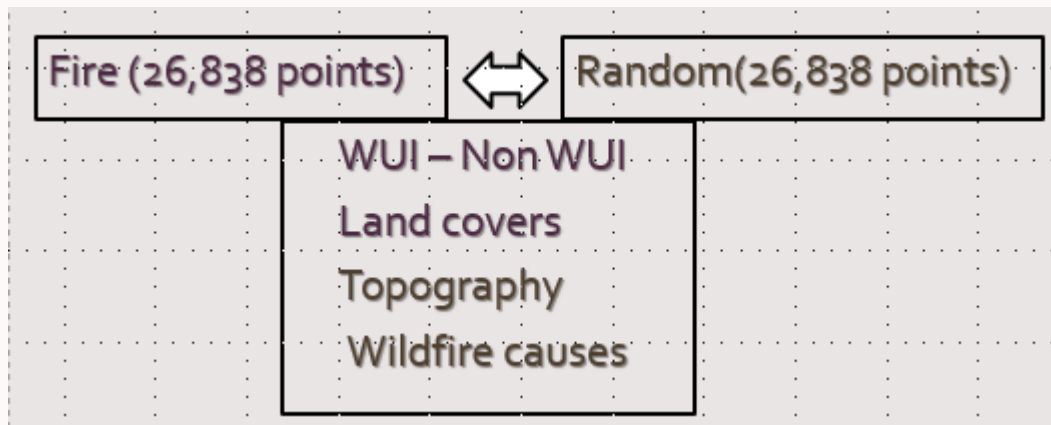 Fire (26,838 points)
Random(26,838 points)
WUI – Non WUI
Land covers
Topography
Wildfire causes